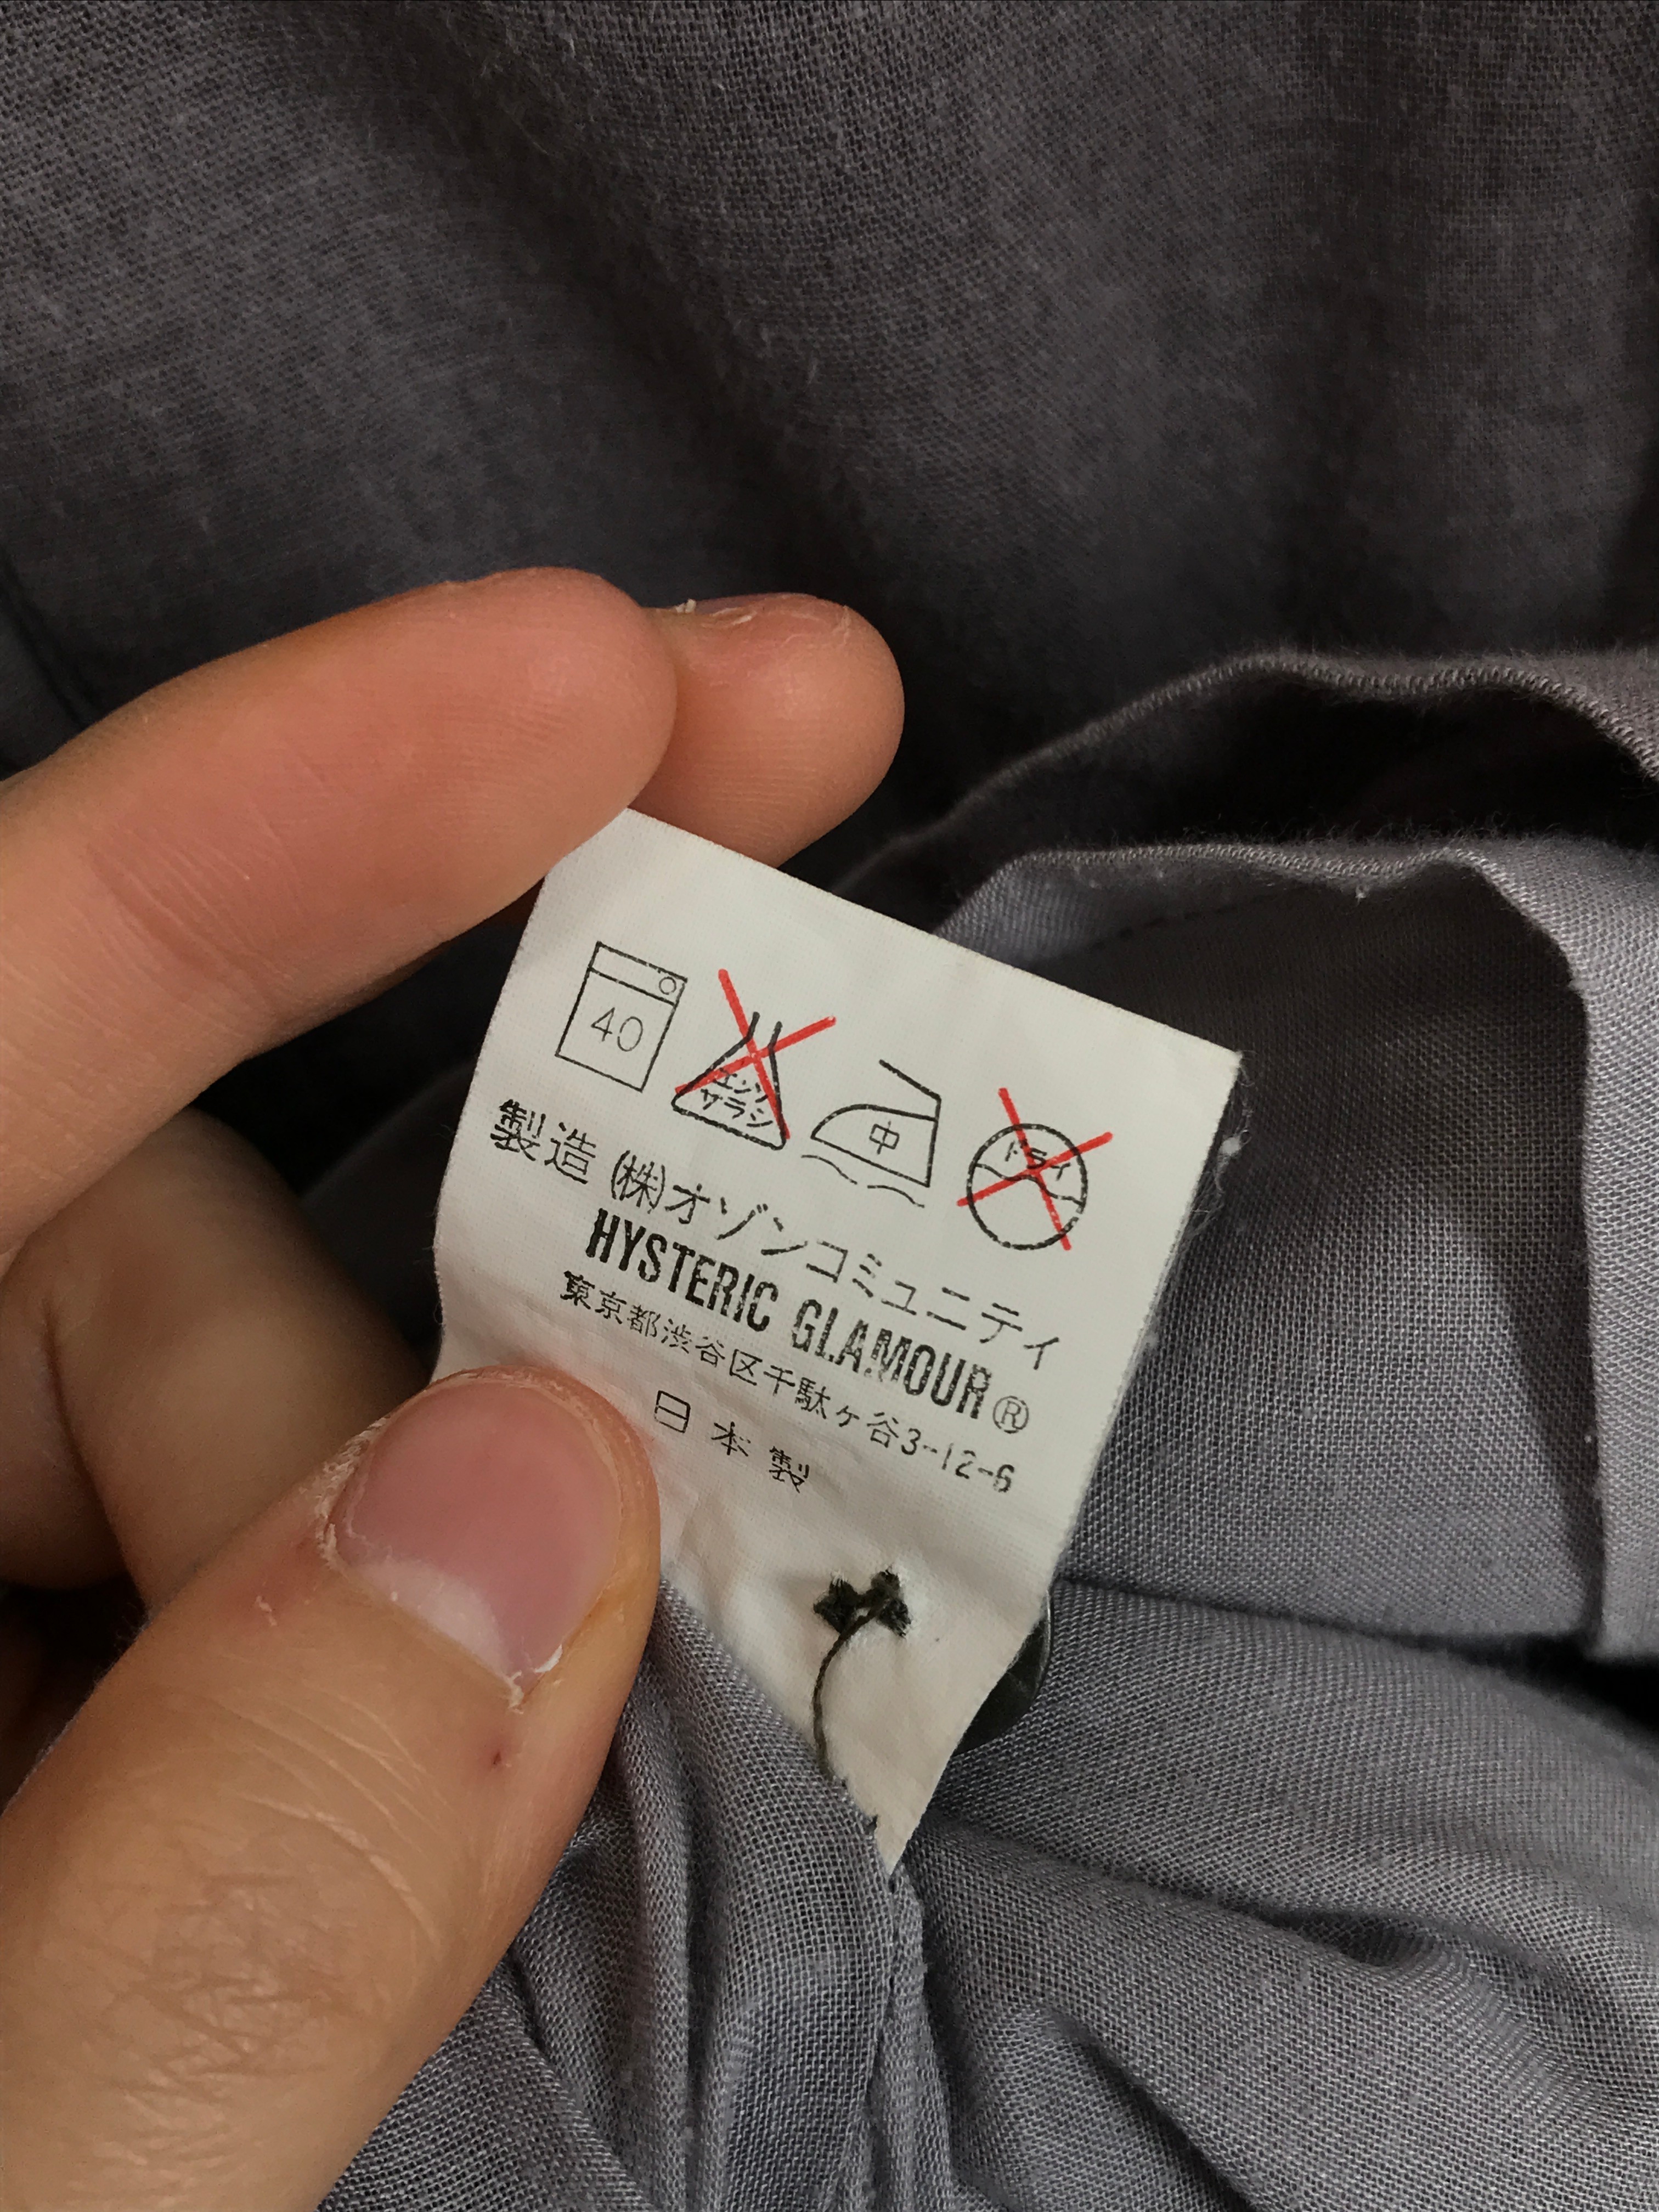 40
エンソ
サラシ
中
ドライ
製造 (株)オゾンコミュニティ
HYSTERIC GLAMOUR®
東京都渋谷区千駄ヶ谷3-12-6
日本製